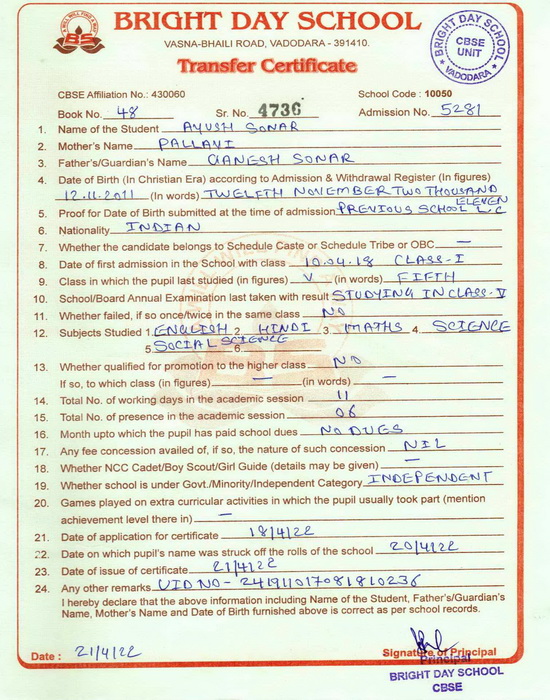 BRIGHT DAY SCHOOL
VASNA-BHAILI ROAD, VADODARA - 391410.
Transfer Certificate
BRIGHT DAY SCHOOL
CBSE
UNIT
VADODARA
CBSE Affiliation No.: 430060 School Code : 10050
Book No. 48 Sr. No. 4736 Admission No. 5281
1. Name of the Student AYUSH SONAR
2. Mother's Name PALLAVI
3. Father's/Guardian's Name GANESH SONAR
4. Date of Birth (In Christian Era) according to Admission & Withdrawal Register (In figures)
12.11.2011 (In words) TWELFTH NOVEMBER TWO THOUSAND ELEVEN
5. Proof for Date of Birth submitted at the time of admission PREVIOUS SCHOOL L.C
6. Nationality INDIAN
7. Whether the candidate belongs to Schedule Caste or Schedule Tribe or OBC —
8. Date of first admission in the School with class 10.04.18 CLASS-I
9. Class in which the pupil last studied (in figures) V (in words) FIFTH
10. School/Board Annual Examination last taken with result STUDYING IN CLASS-V
11. Whether failed, if so once/twice in the same class NO
12. Subjects Studied 1. ENGLISH 2. HINDI 3. MATHS 4. SCIENCE
5. SOCIAL SCIENCE 6.
13. Whether qualified for promotion to the higher class NO
If so, to which class (in figures) — (in words) —
14. Total No. of working days in the academic session 11
15. Total No. of presence in the academic session 06
16. Month upto which the pupil has paid school dues NO DUES
17. Any fee concession availed of, if so, the nature of such concession NIL
18. Whether NCC Cadet/Boy Scout/Girl Guide (details may be given) —
19. Whether school is under Govt./Minority/Independent Category INDEPENDENT
20. Games played on extra curricular activities in which the pupil usually took part (mention
achievement level there in) —
21. Date of application for certificate 18/4/22
22. Date on which pupil's name was struck off the rolls of the school 20/4/22
23. Date of issue of certificate 21/4/22
24. Any other remarks UID NO- 241911017081810236
I hereby declare that the above information including Name of the Student, Father's/Guardian's
Name, Mother's Name and Date of Birth furnished above is correct as per school records.
Date : 21/4/22 Signature of Principal
Principal
BRIGHT DAY SCHOOL
CBSE